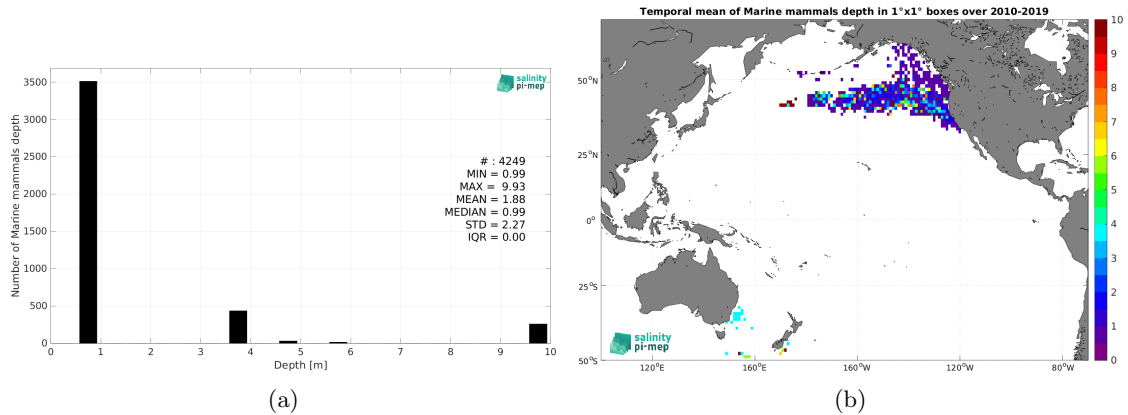 Number of Marine mammals depth
3500
3000
2500
2000
1500
1000
500
0
0 1 2 3 4 5 6 7 8 9 10
Depth [m]
salinity
pi-mep
# : 4249
MIN = 0.99
MAX = 9.93
MEAN = 1.88
MEDIAN = 0.99
STD = 2.27
IQR = 0.00
(a)
Temporal mean of Marine mammals depth in 1°x1° boxes over 2010-2019
50°N
25°N
0°
25°S
50°S
120°E 160°E 160°W 120°W 80°W
salinity
pi-mep
10
9
8
7
6
5
4
3
2
1
0
(b)